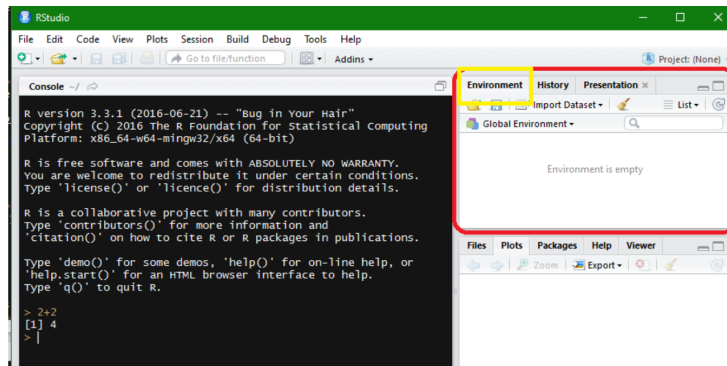 RStudio
File Edit Code View Plots Session Build Debug Tools Help
Go to file/function Addins Project: (None)
Console ~/
R version 3.3.1 (2016-06-21) -- "Bug in Your Hair"
Copyright (C) 2016 The R Foundation for Statistical Computing
Platform: x86_64-w64-mingw32/x64 (64-bit)
R is free software and comes with ABSOLUTELY NO WARRANTY.
You are welcome to redistribute it under certain conditions.
Type 'license()' or 'licence()' for distribution details.
R is a collaborative project with many contributors.
Type 'contributors()' for more information and
'citation()' on how to cite R or R packages in publications.
Type 'demo()' for some demos, 'help()' for on-line help, or
'help.start()' for an HTML browser interface to help.
Type 'q()' to quit R.
> 2+2
[1] 4
>
Environment History Presentation
Import Dataset List
Global Environment
Environment is empty
Files Plots Packages Help Viewer
Zoom Export